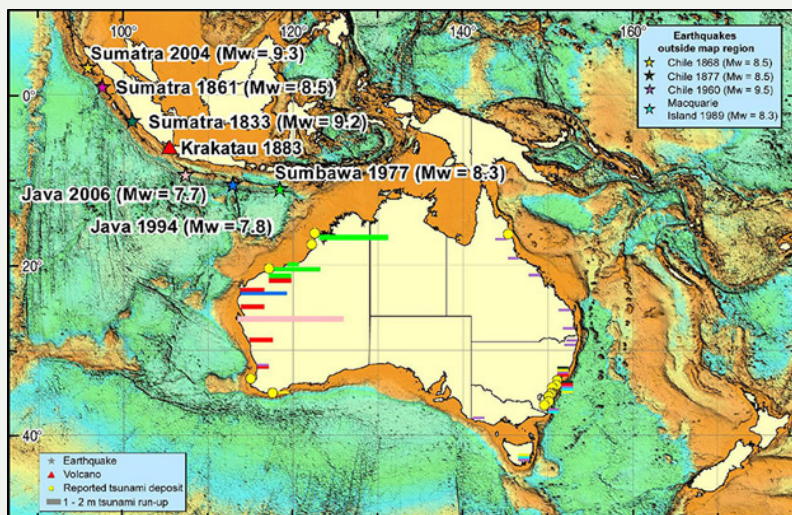 100°
120°
140°
160°
Sumatra 2004 (Mw = 9.3)
Sumatra 1861 (Mw = 8.5)
0°
Sumatra 1833 (Mw = 9.2)
Krakatau 1883
Sumbawa 1977 (Mw = 8.3)
Java 2006 (Mw = 7.7)
Java 1994 (Mw = 7.8)
20°
40°
Earthquakes
outside map region
Chile 1868 (Mw = 8.5)
Chile 1877 (Mw = 8.5)
Chile 1960 (Mw = 9.5)
Macquarie
Island 1989 (Mw = 8.3)
Earthquake
Volcano
Reported tsunami deposit
1 - 2 m tsunami run-up